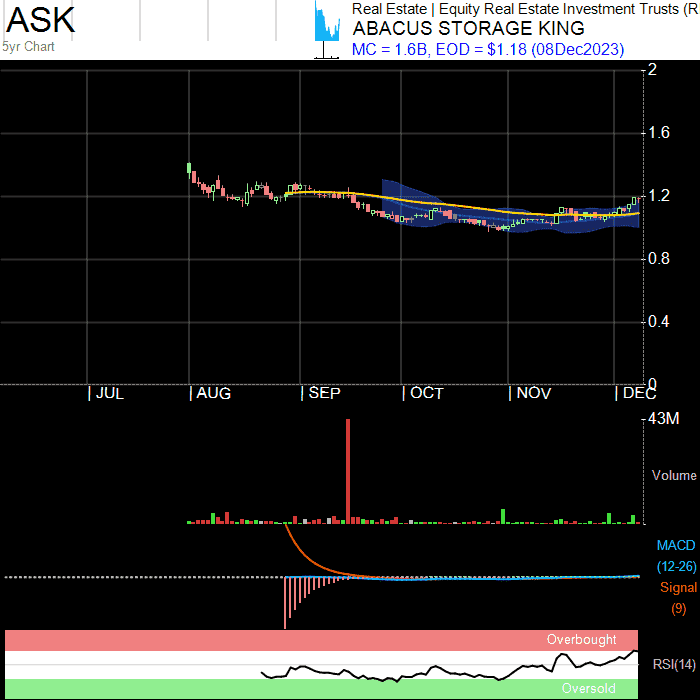 ASK
5yr Chart
Real Estate | Equity Real Estate Investment Trusts (R
ABACUS STORAGE KING
MC = 1.6B, EOD = $1.18 (08Dec2023)
2
1.6
1.2
0.8
0.4
0
JUL AUG SEP OCT NOV DEC
43M
Volume
MACD
(12-26)
Signal
(9)
Overbought
RSI(14)
Oversold